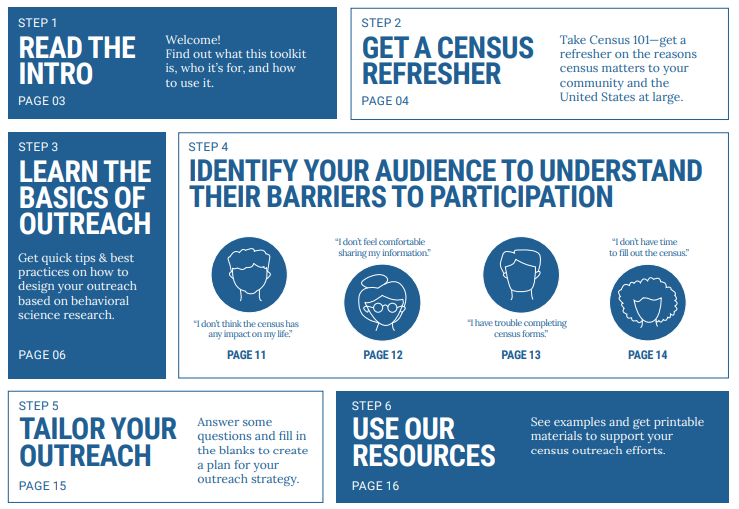 STEP 1
READ THE
INTRO
PAGE 03
Welcome!
Find out what this toolkit
is, who it's for, and how
to use it.
STEP 2
GET A CENSUS
REFRESHER
PAGE 04
Take Census 101—get a
refresher on the reasons
census matters to your
community and the
United States at large.
STEP 3
LEARN THE
BASICS OF
OUTREACH
Get quick tips & best
practices on how to
design your outreach
based on behavioral
science research.
PAGE 06
STEP 4
IDENTIFY YOUR AUDIENCE TO UNDERSTAND
THEIR BARRIERS TO PARTICIPATION
“I don’t think the census has
any impact on my life.”
PAGE 11
“I don’t feel comfortable
sharing my information.”
PAGE 12
“I have trouble completing
census forms.”
PAGE 13
“I don’t have time
to fill out the census.”
PAGE 14
STEP 5
TAILOR YOUR
OUTREACH
PAGE 15
Answer some
questions and fill in
the blanks to create
a plan for your
outreach strategy.
STEP 6
USE OUR
RESOURCES
PAGE 16
See examples and get printable
materials to support your
census outreach efforts.